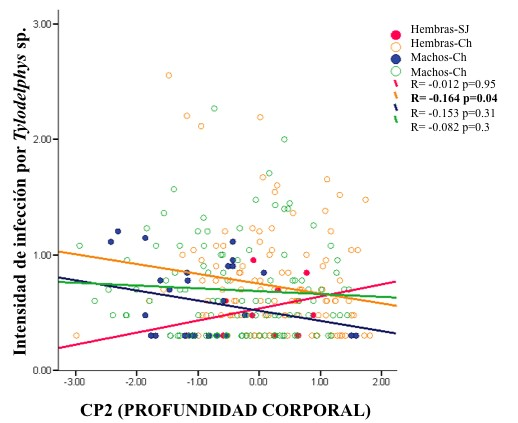 Intensidad de infección por Tylodelphys sp.
3.00
2.00
1.00
0.00
-3.00 -2.00 -1.00 0.00 1.00 2.00
CP2 (PROFUNDIDAD CORPORAL)
Hembras-SJ
Hembras-Ch
Machos-Ch
Machos-Ch
R= -0.012 p=0.95
R= -0.164 p=0.04
R= -0.153 p=0.31
R= -0.082 p=0.3